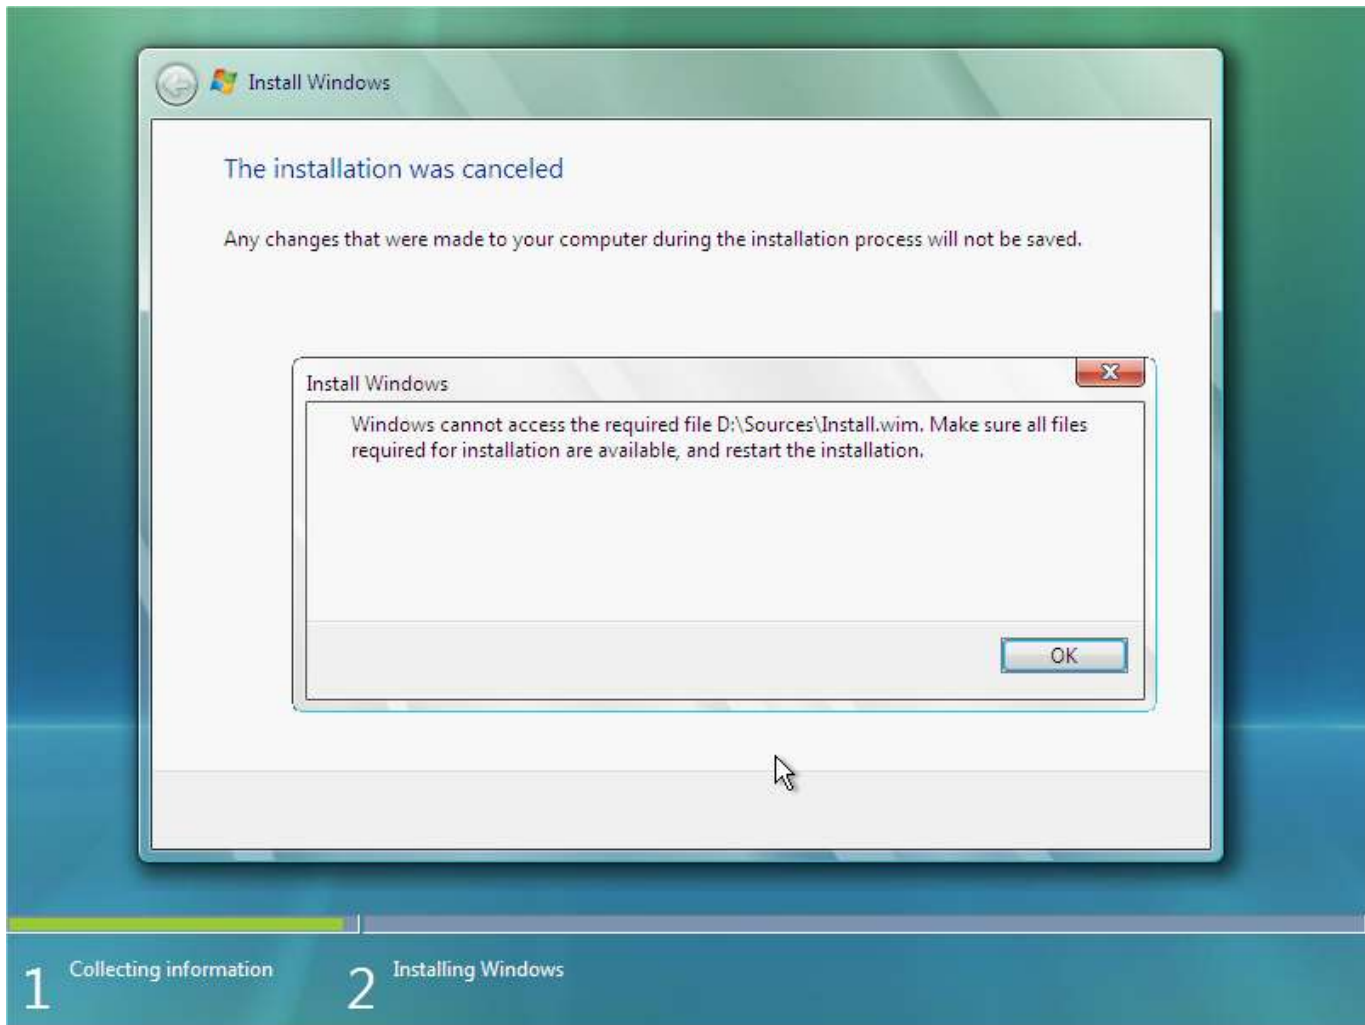 Install Windows
The installation was canceled
Any changes that were made to your computer during the installation process will not be saved.
Install Windows
Windows cannot access the required file D:\Sources\Install.wim. Make sure all files
required for installation are available, and restart the installation.
OK
1 Collecting information
2 Installing Windows